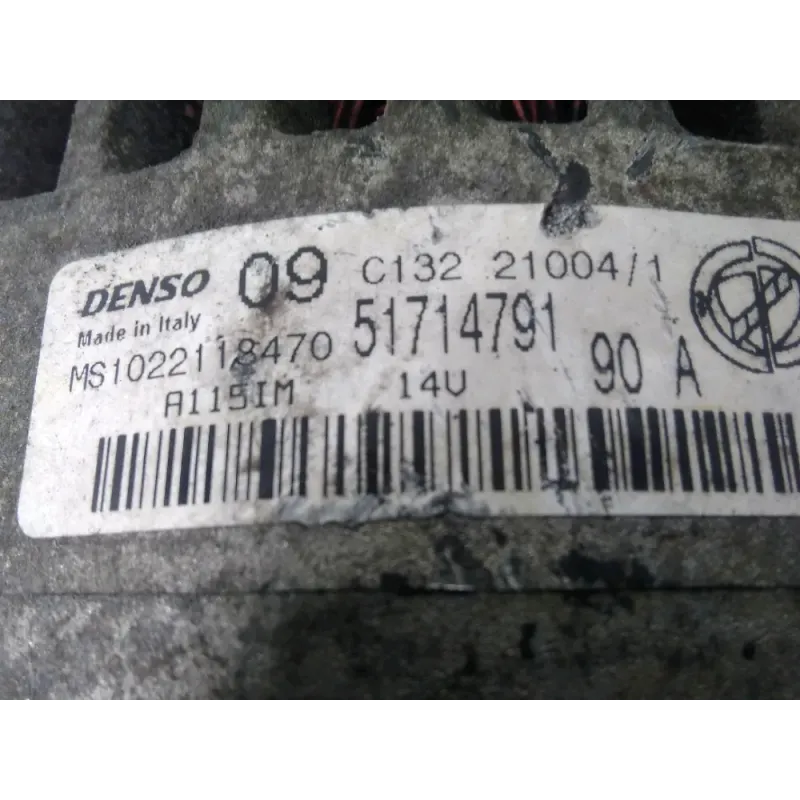 DENSO 09 C132 21004/1
Made in Italy
MS1022118470 51714791 90 A
A115IM 14V